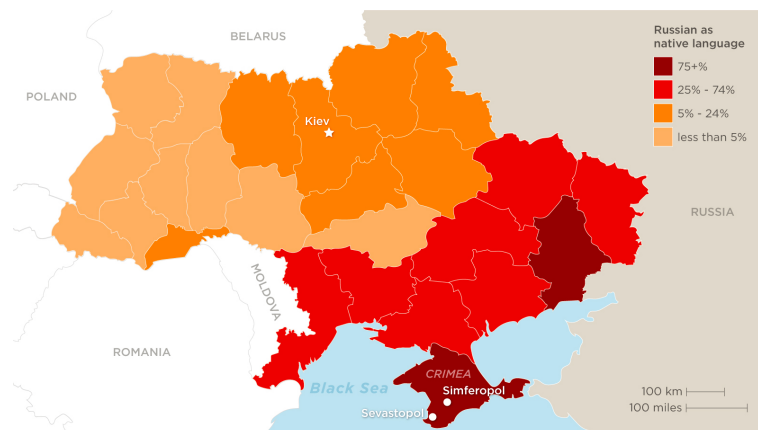 BELARUS
POLAND
Kiev
RUSSIA
MOLDOVA
ROMANIA
Black Sea
CRIMEA
Simferopol
Sevastopol
Russian as
native language
75+%
25% - 74%
5% - 24%
less than 5%
100 km
100 miles